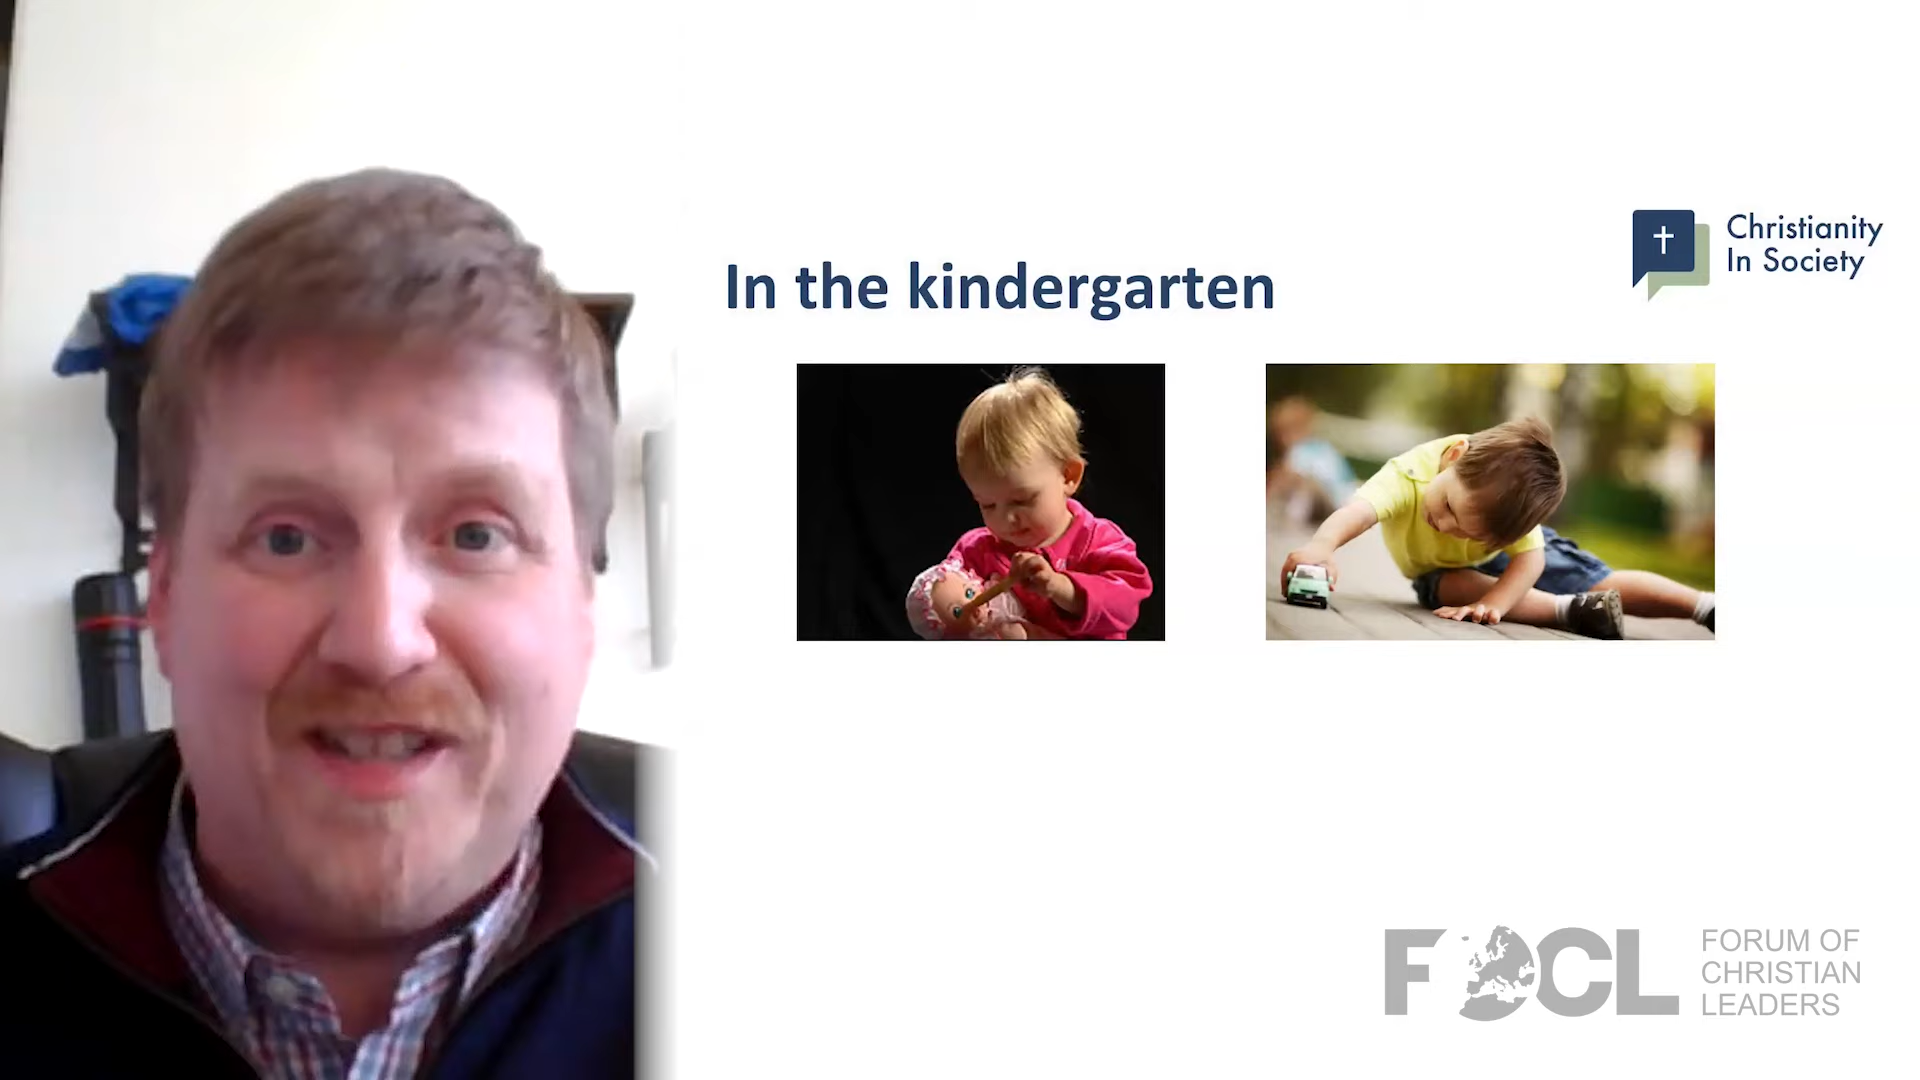 In the kindergarten
Christianity
In Society
FOCL
FORUM OF
CHRISTIAN
LEADERS